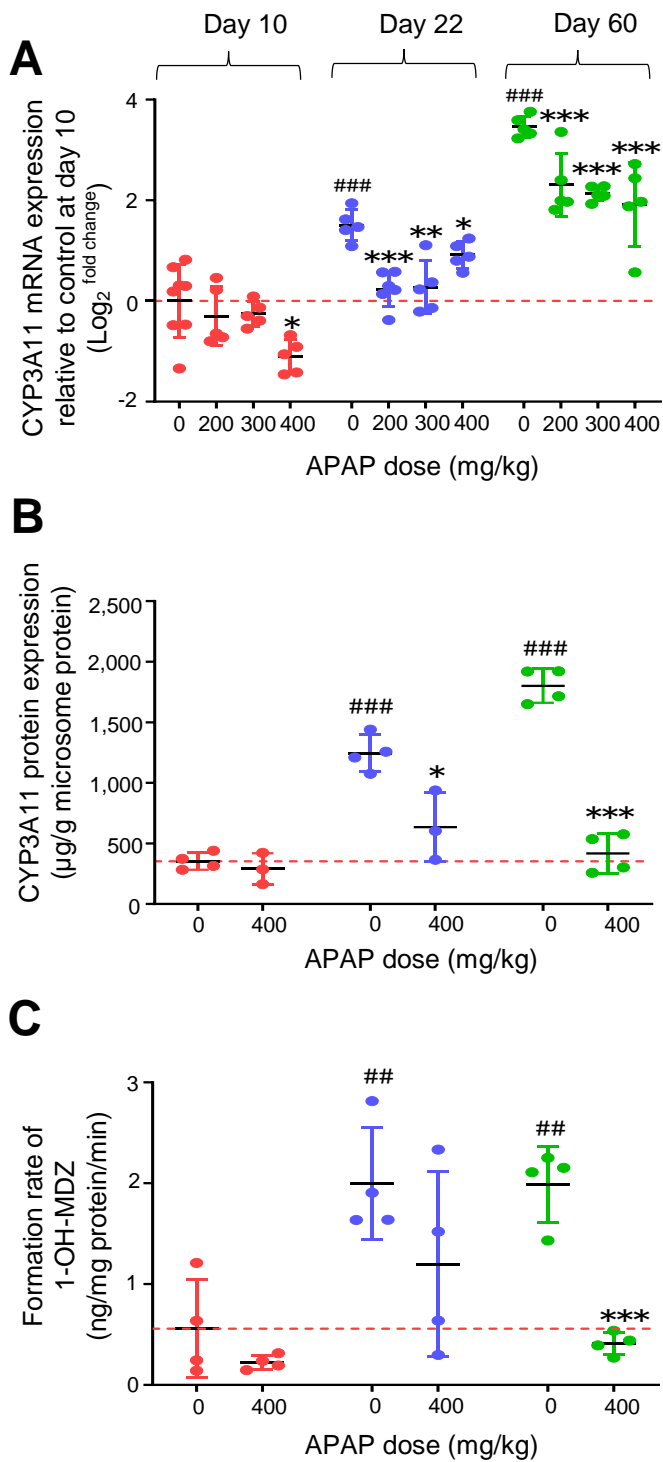 Day 10 Day 22 Day 60
A
CYP3A11 mRNA expression
relative to control at day 10
(Log2 fold change)
4
2
0
-2
*
###
***
**
*
###
***
***
***
0 200 300 400 0 200 300 400 0 200 300 400
APAP dose (mg/kg)
B
CYP3A11 protein expression
(µg/g microsome protein)
2,500
2,000
1,500
1,000
500
0
###
*
###
***
0 400 0 400 0 400
APAP dose (mg/kg)
C
Formation rate of
1-OH-MDZ
(ng/mg protein/min)
3
2
1
0
##
##
***
0 400 0 400 0 400
APAP dose (mg/kg)